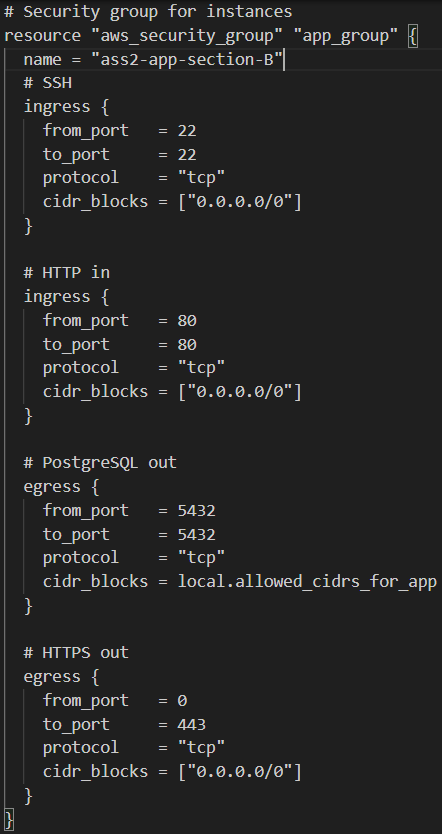 # Security group for instances
resource "aws_security_group" "app_group" {
  name = "ass2-app-section-B"
  # SSH
  ingress {
    from_port   = 22
    to_port     = 22
    protocol    = "tcp"
    cidr_blocks = ["0.0.0.0/0"]
  }

  # HTTP in
  ingress {
    from_port   = 80
    to_port     = 80
    protocol    = "tcp"
    cidr_blocks = ["0.0.0.0/0"]
  }

  # PostgreSQL out
  egress {
    from_port   = 5432
    to_port     = 5432
    protocol    = "tcp"
    cidr_blocks = local.allowed_cidrs_for_app
  }

  # HTTPS out
  egress {
    from_port   = 0
    to_port     = 443
    protocol    = "tcp"
    cidr_blocks = ["0.0.0.0/0"]
  }
}